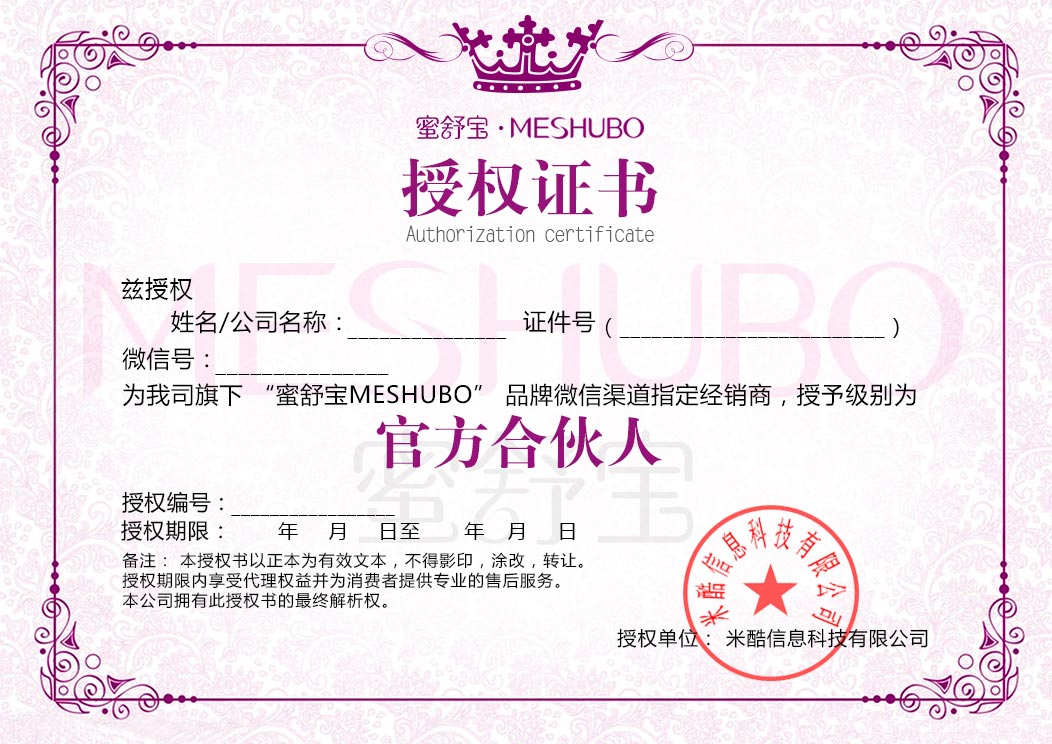 蜜舒宝·MESHUBO
授权证书
Authorization certificate
MESHUBO
兹授权
姓名/公司名称：_____________ 证件号（______________________）
微信号：______________
为我司旗下 “蜜舒宝MESHUBO” 品牌微信渠道指定经销商，授予级别为
官方合伙人
蜜舒宝
授权编号：______________
授权期限： 年 月 日至 年 月 日
备注： 本授权书以正本为有效文本，不得影印，涂改，转让。
授权期限内享受代理权益并为消费者提供专业的售后服务。
本公司拥有此授权书的最终解析权。
米酷信息科技有限公司
授权单位： 米酷信息科技有限公司